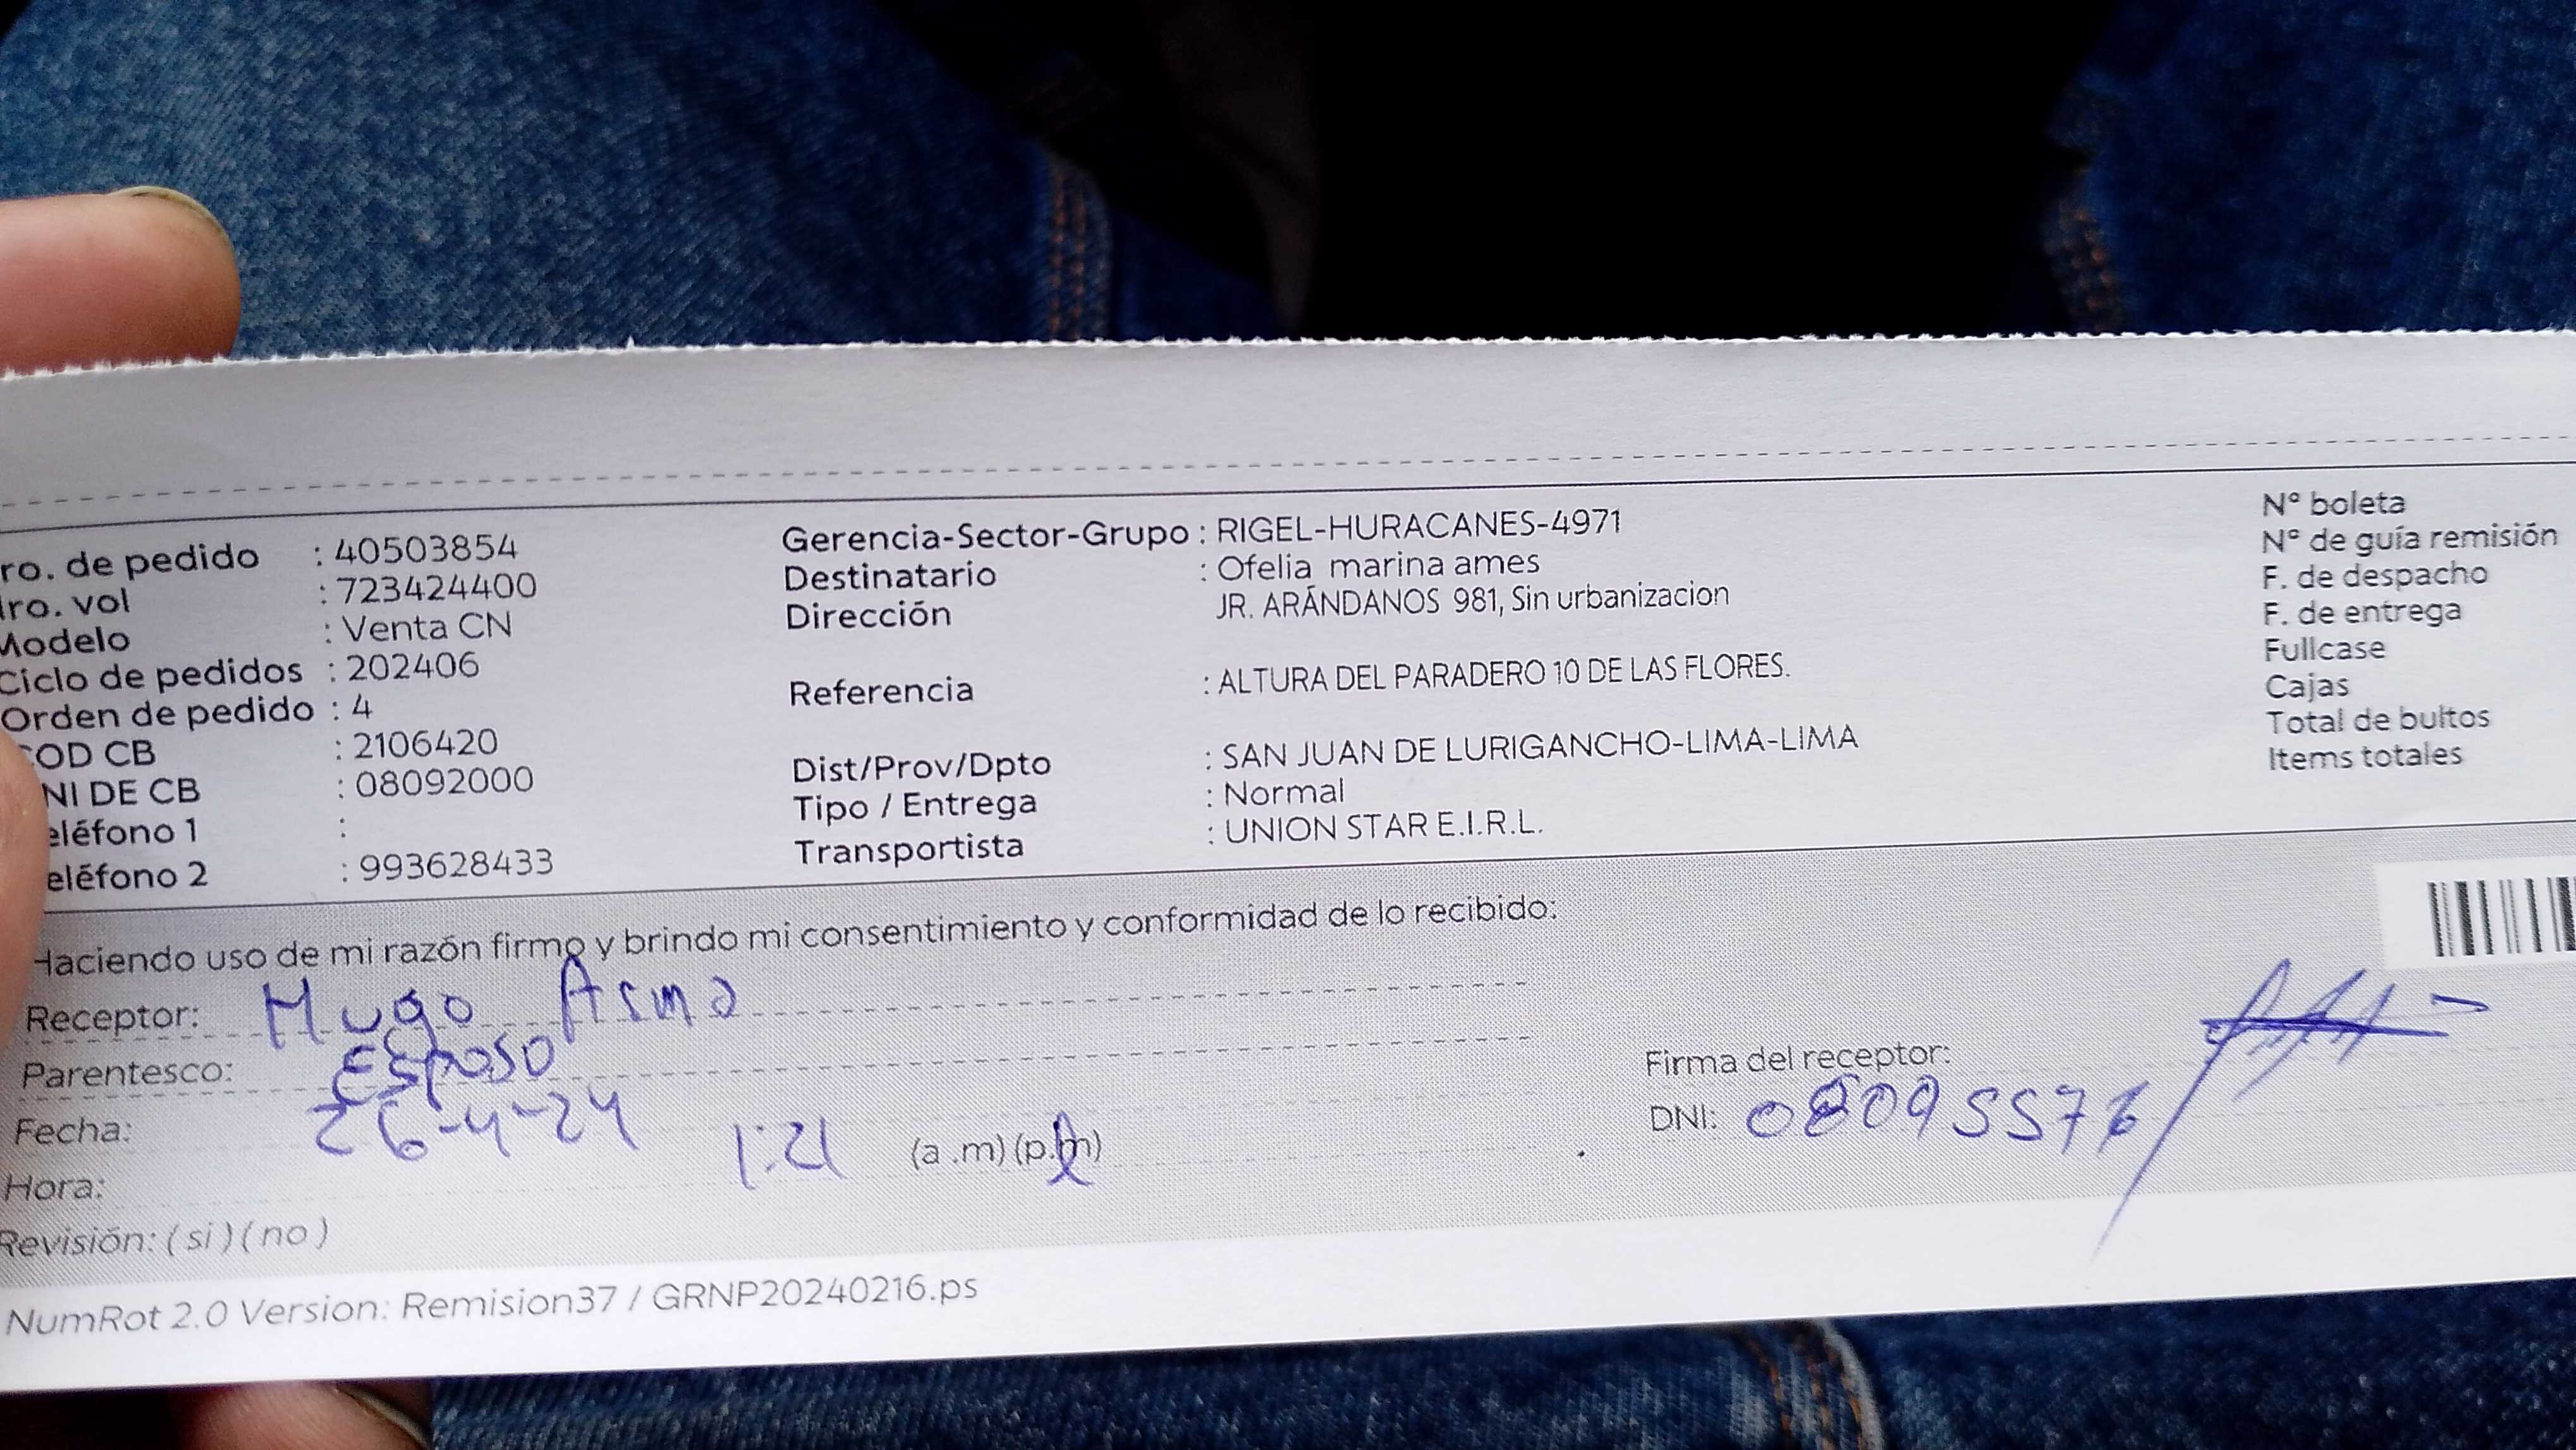 ro. de pedido : 40503854
ro. vol : 723424400
Modelo : Venta CN
Ciclo de pedidos : 202406
Orden de pedido : 4
COD CB : 2106420
NI DE CB : 08092000
eléfono 1 :
eléfono 2 : 993628433
Gerencia-Sector-Grupo : RIGEL-HURACANES-4971
Destinatario : Ofelia marina ames
Dirección JR. ARÁNDANOS 981, Sin urbanizacion
Referencia : ALTURA DEL PARADERO 10 DE LAS FLORES.
Dist/Prov/Dpto : SAN JUAN DE LURIGANCHO-LIMA-LIMA
Tipo / Entrega : Normal
Transportista : UNION STAR E.I.R.L.
N° boleta
N° de guía remisión
F. de despacho
F. de entrega
Fullcase
Cajas
Total de bultos
Items totales
Haciendo uso de mi razón firmo y brindo mi consentimiento y conformidad de lo recibido:
Receptor: Hugo
Parentesco: Esposo
Fecha: 26-4-24
Hora: 1:21 (a .m) (p.m)
Revisión: ( si ) ( no )
Firma del receptor:
DNI:
NumRot 2.0 Version: Remision37 / GRNP20240216.ps